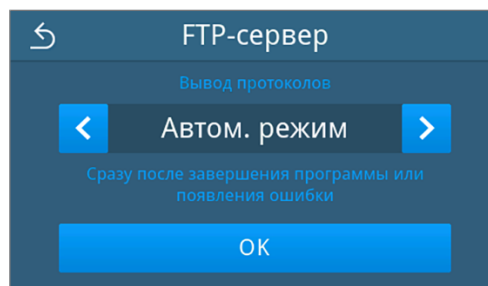 FTP-сервер
Вывод протоколов
Автом. режим
Сразу после завершения программы или
появления ошибки
OK